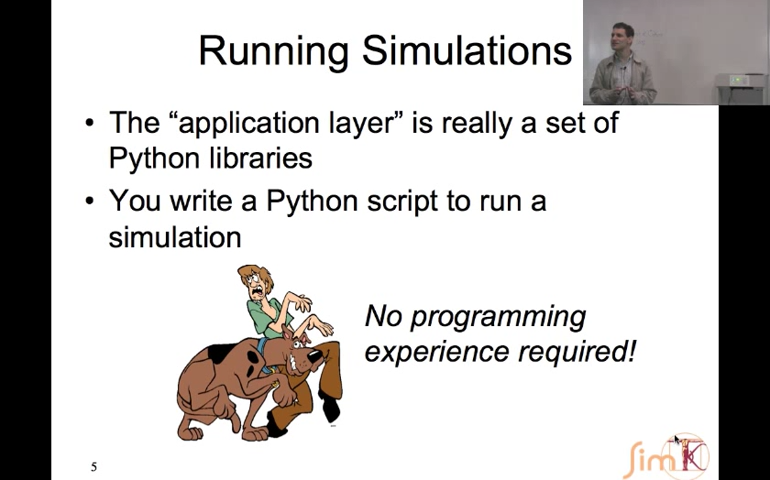 Running Simulations
• The “application layer” is really a set of
Python libraries
• You write a Python script to run a
simulation
No programming
experience required!
5
SimTK